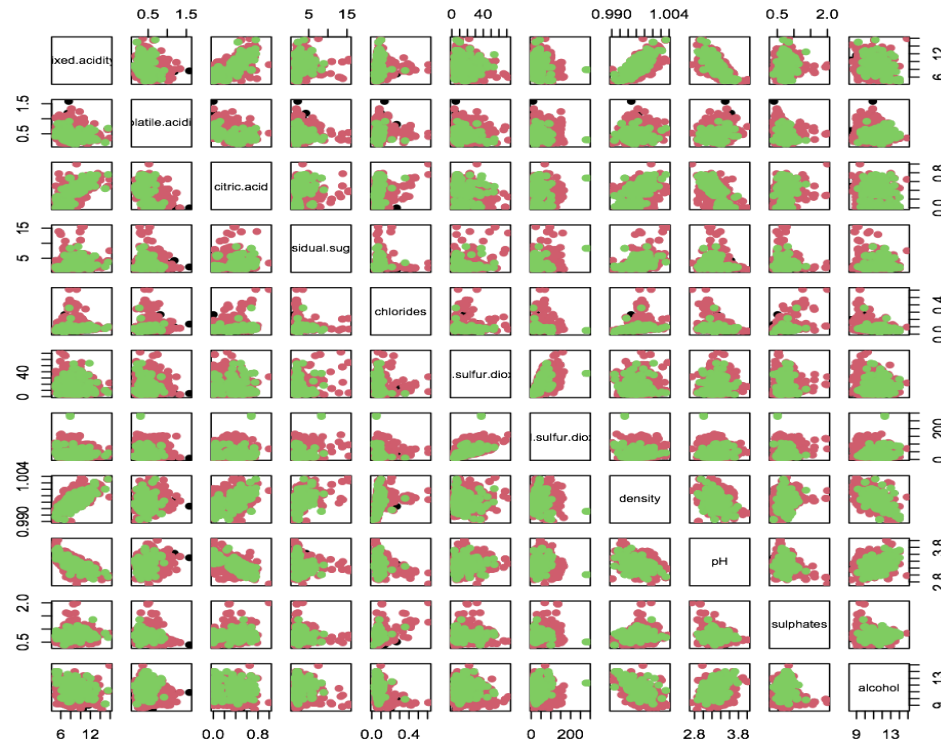 0.5 1.5 5 15 0 40 0.990 1.004 0.5 2.0
ixed.acidity 6 12
0.5 1.5 olatile.acidi
citric.acid 0.0 0.8
5 15 sidual.sug
chlorides 0.0 0.4
0 40 .sulfur.diox
l.sulfur.diox 0 200
0.990 1.004 density
pH 2.8 3.8
0.5 2.0 sulphates
alcohol 9 13
6 12 0.0 0.8 0.0 0.4 0 200 2.8 3.8 9 13